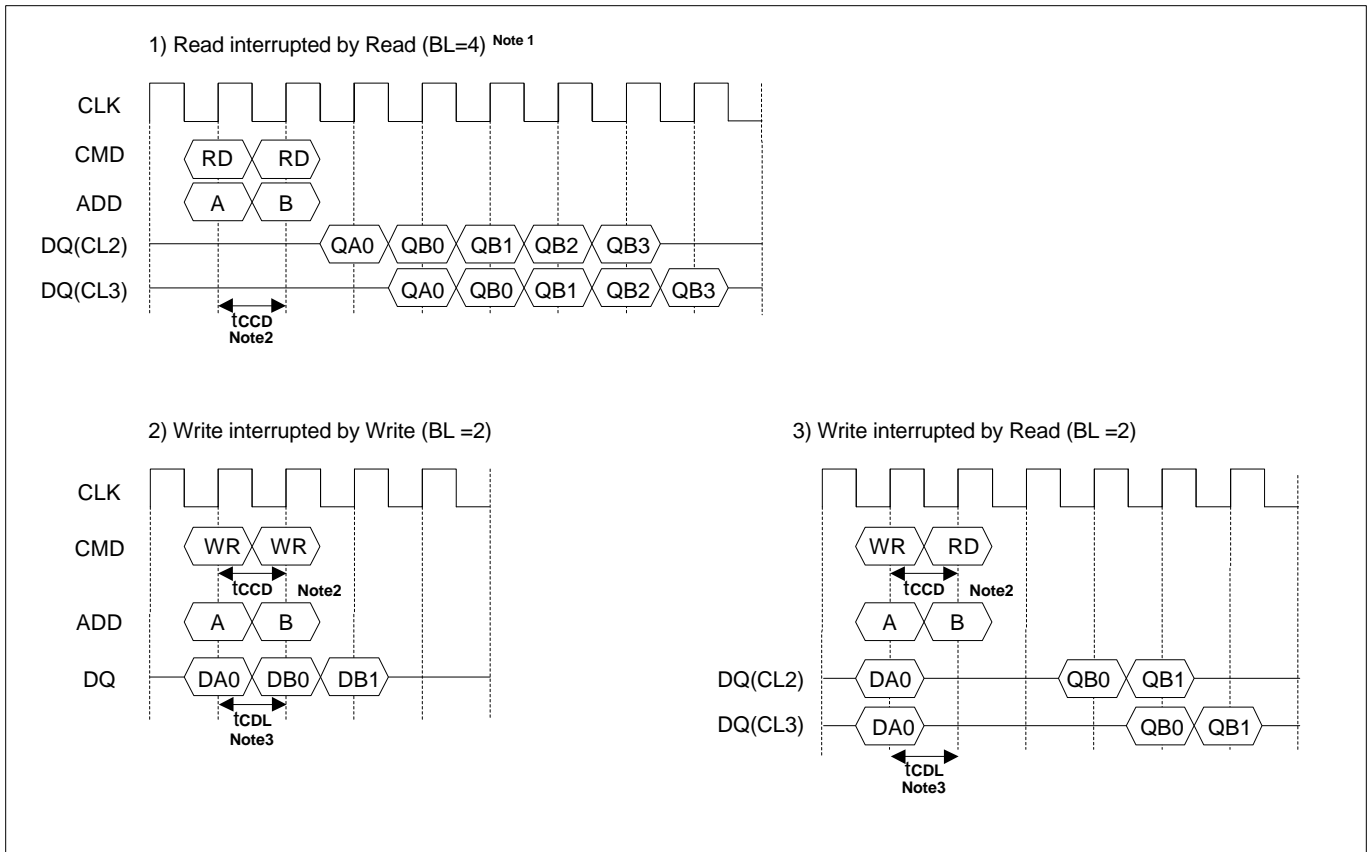 1) Read interrupted by Read (BL=4) Note 1
CLK
CMD RD RD
ADD A B
DQ(CL2) QA0 QB0 QB1 QB2 QB3
DQ(CL3) QA0 QB0 QB1 QB2 QB3
tCCD
Note2
2) Write interrupted by Write (BL =2)
CLK
CMD WR WR
tCCD Note2
ADD A B
DQ DA0 DB0 DB1
tCDL
Note3
3) Write interrupted by Read (BL =2)
WR RD
tCCD Note2
A B
DQ(CL2) DA0 QB0 QB1
DQ(CL3) DA0 QB0 QB1
tCDL
Note3